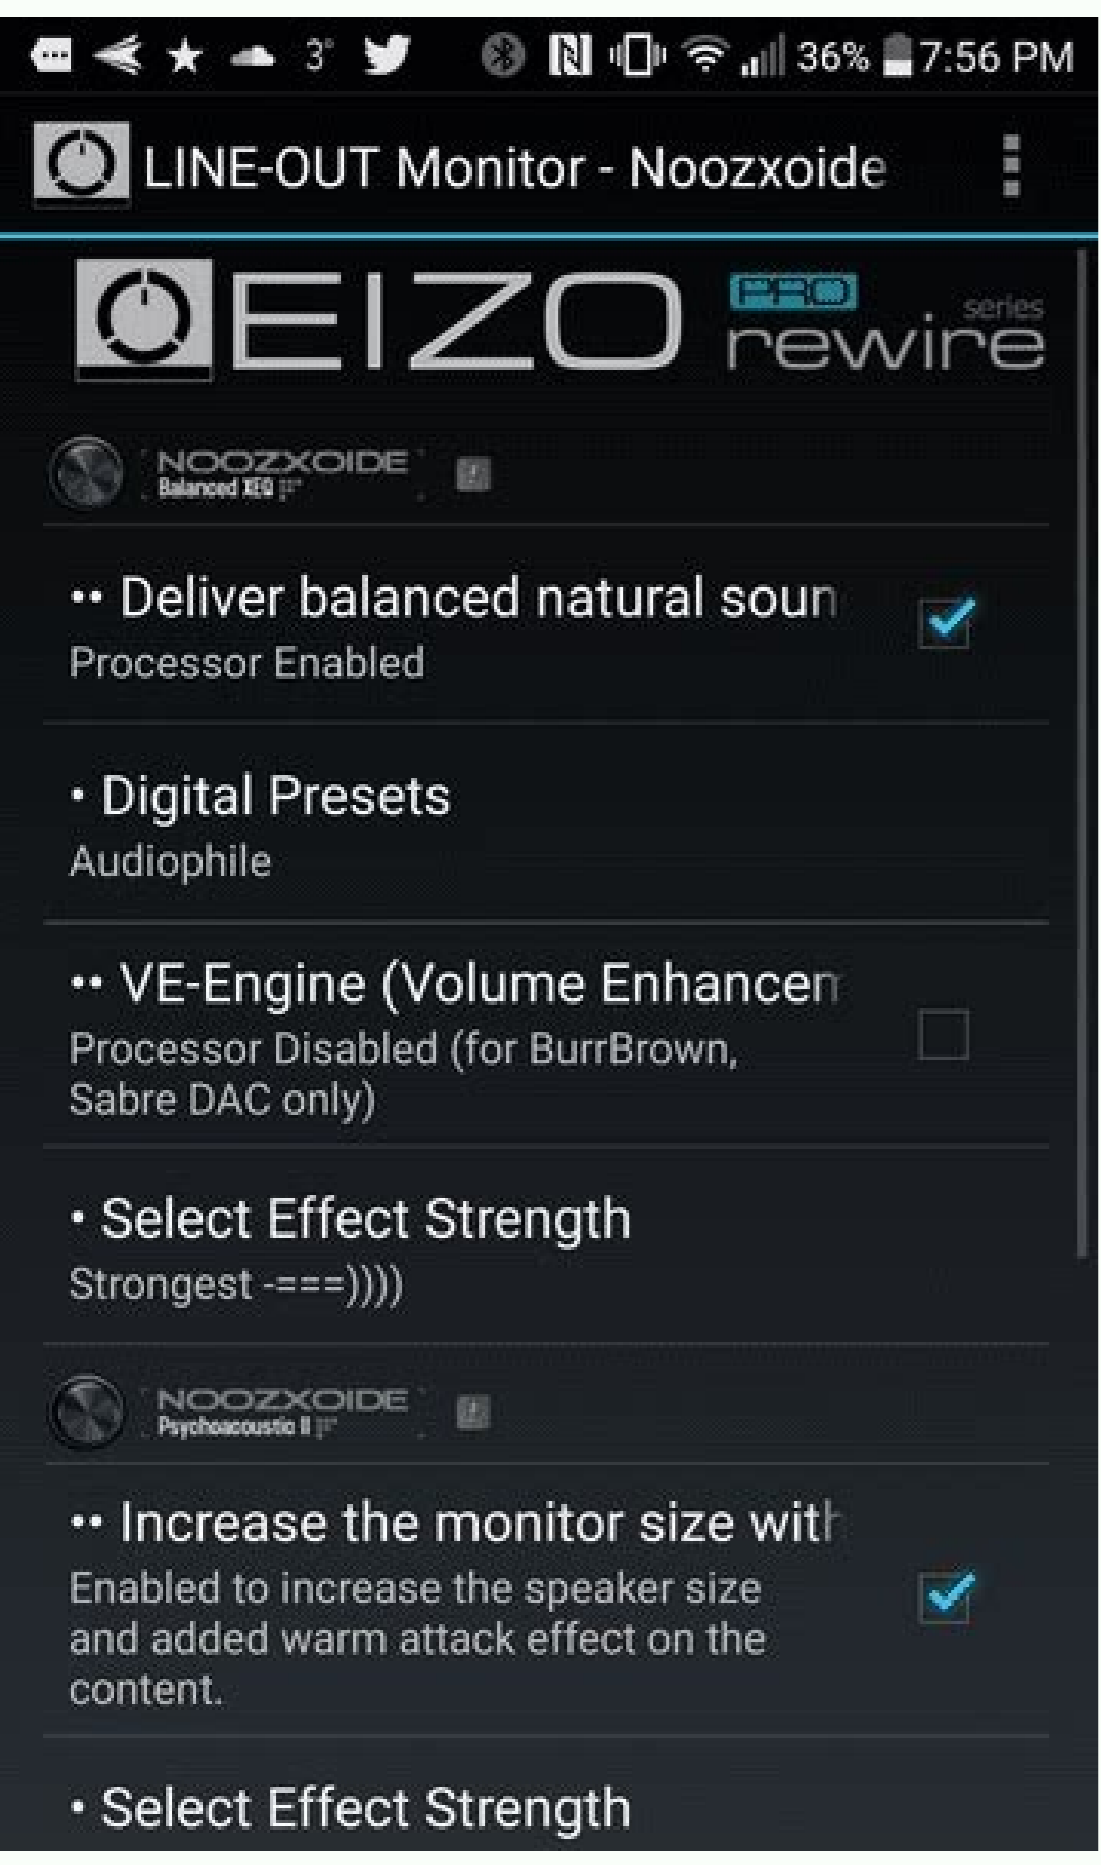 3° 36% 7:56 PM
LINE-OUT Monitor - Noozxoide
EIZO PRO rewire series
NOOZXOIDE
Balanced XEQ
•• Deliver balanced natural soun
Processor Enabled
• Digital Presets
Audiophile
•• VE-Engine (Volume Enhancem
Processor Disabled (for BurrBrown,
Sabre DAC only)
• Select Effect Strength
Strongest -===))))
NOOZXOIDE
Psychoacoustic II
•• Increase the monitor size with
Enabled to increase the speaker size
and added warm attack effect on the
content.
• Select Effect Strength